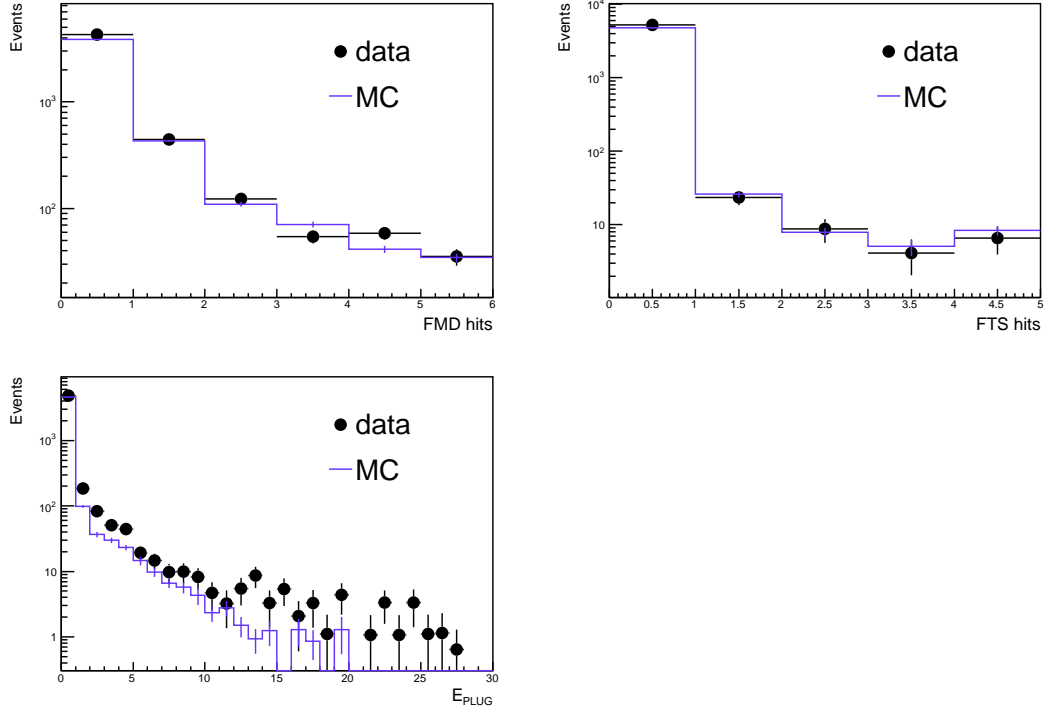 Events
data
MC
10³
10²
0 1 2 3 4 5 6
FMD hits
Events
10⁴
data
MC
10³
10²
10
1
0 0.5 1 1.5 2 2.5 3 3.5 4 4.5 5
FTS hits
Events
data
MC
10³
10²
10
1
0 5 10 15 20 25 30
E_PLUG